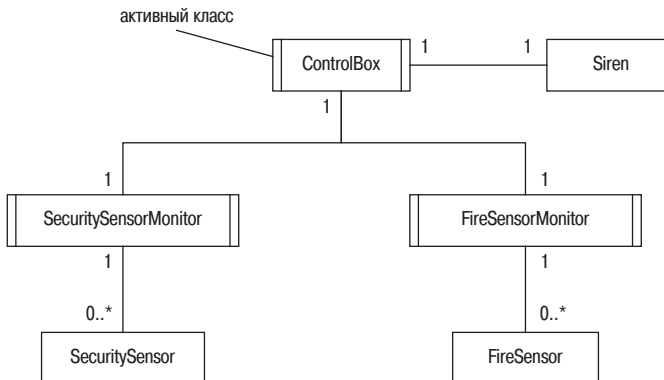 активный класс
ControlBox
1
1
Siren
1
1
1
SecuritySensorMonitor
FireSensorMonitor
1
1
0..*
0..*
SecuritySensor
FireSensor